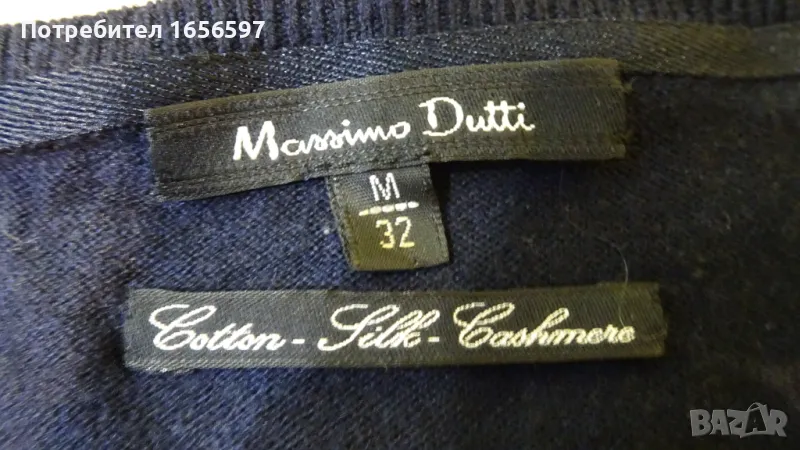 Потребител 1656597
Massimo Dutti
M
32
Cotton - Silk - Cashmere
BAZAR